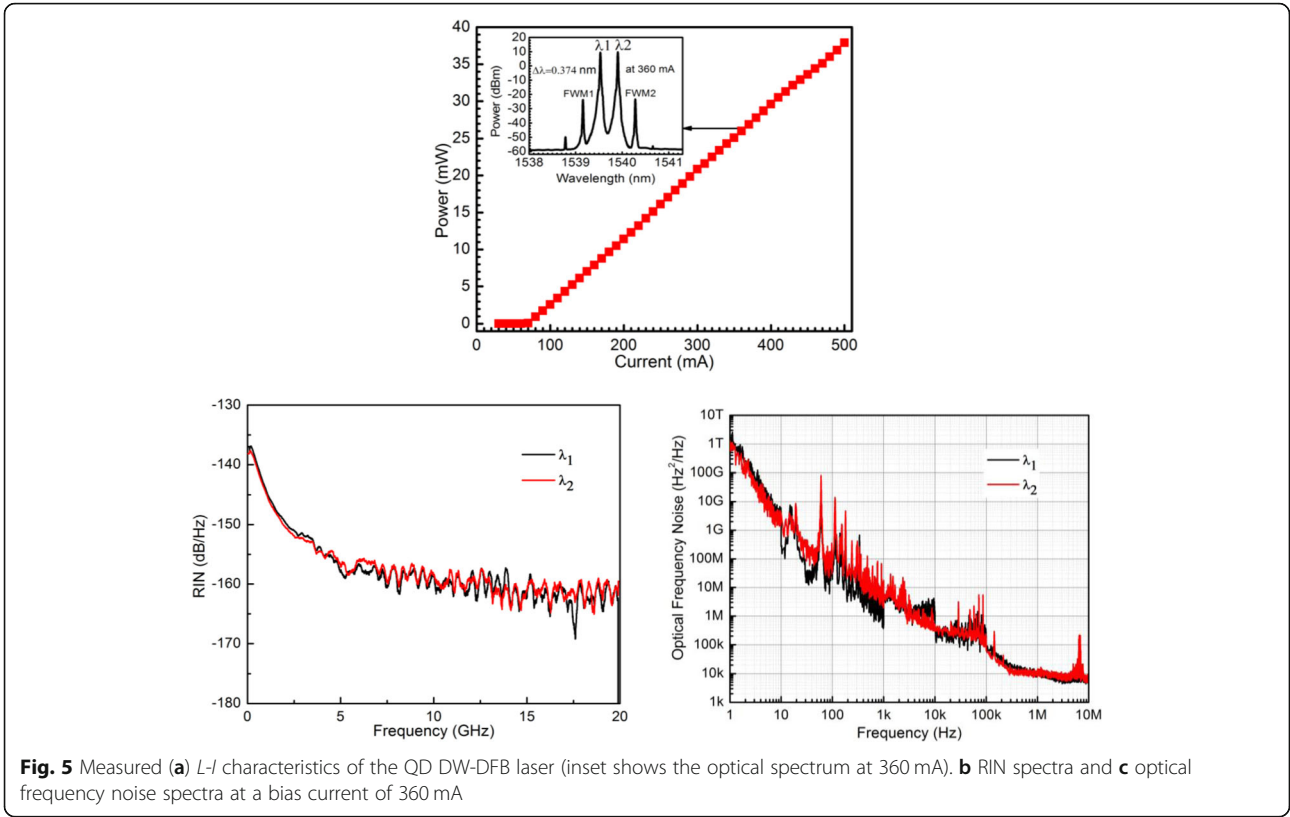 40
35
30
25
20
15
10
5
0
Power (mW)
0 100 200 300 400 500
Current (mA)
20
10
0
-10
-20
-30
-40
-50
-60
Power (dBm)
λ1 λ2
Δλ=0.374 nm
at 360 mA
FWM1
FWM2
1538 1539 1540 1541
Wavelength (nm)
-130
-140
-150
-160
-170
-180
RIN (dB/Hz)
λ1
λ2
0 5 10 15 20
Frequency (GHz)
10T
1T
100G
10G
1G
100M
10M
1M
100k
10k
1k
Optical Frequency Noise (Hz²/Hz)
λ1
λ2
1 10 100 1k 10k 100k 1M 10M
Frequency (Hz)
Fig. 5 Measured (a) L-I characteristics of the QD DW-DFB laser (inset shows the optical spectrum at 360 mA). b RIN spectra and c optical
frequency noise spectra at a bias current of 360 mA